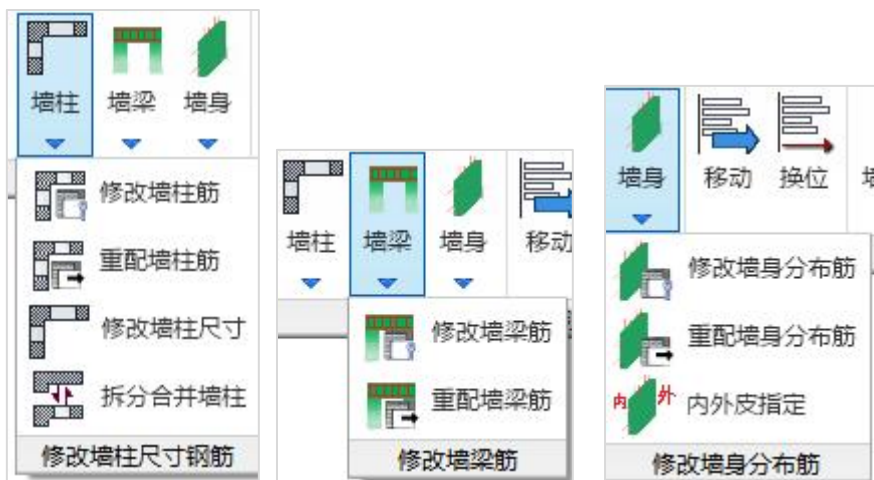 墙柱 墙梁 墙身
修改墙柱筋
重配墙柱筋
修改墙柱尺寸
拆分合并墙柱
修改墙柱尺寸钢筋
墙柱 墙梁 墙身 移动
修改墙梁筋
重配墙梁筋
修改墙梁筋
墙身 移动 换位
修改墙身分布筋
重配墙身分布筋
内 外 内外皮指定
修改墙身分布筋